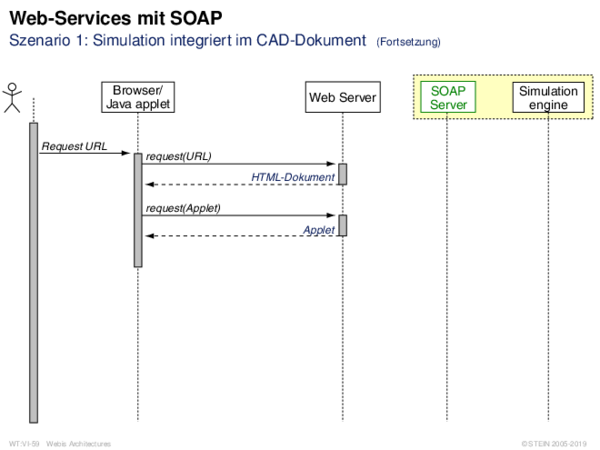 Web-Services mit SOAP
Szenario 1: Simulation integriert im CAD-Dokument (Fortsetzung)
Browser/
Java applet
Web Server
SOAP
Server
Simulation
engine
Request URL
request(URL)
HTML-Dokument
request(Applet)
Applet
WT:VI-59 Webis Architectures
© STEIN 2005-2019